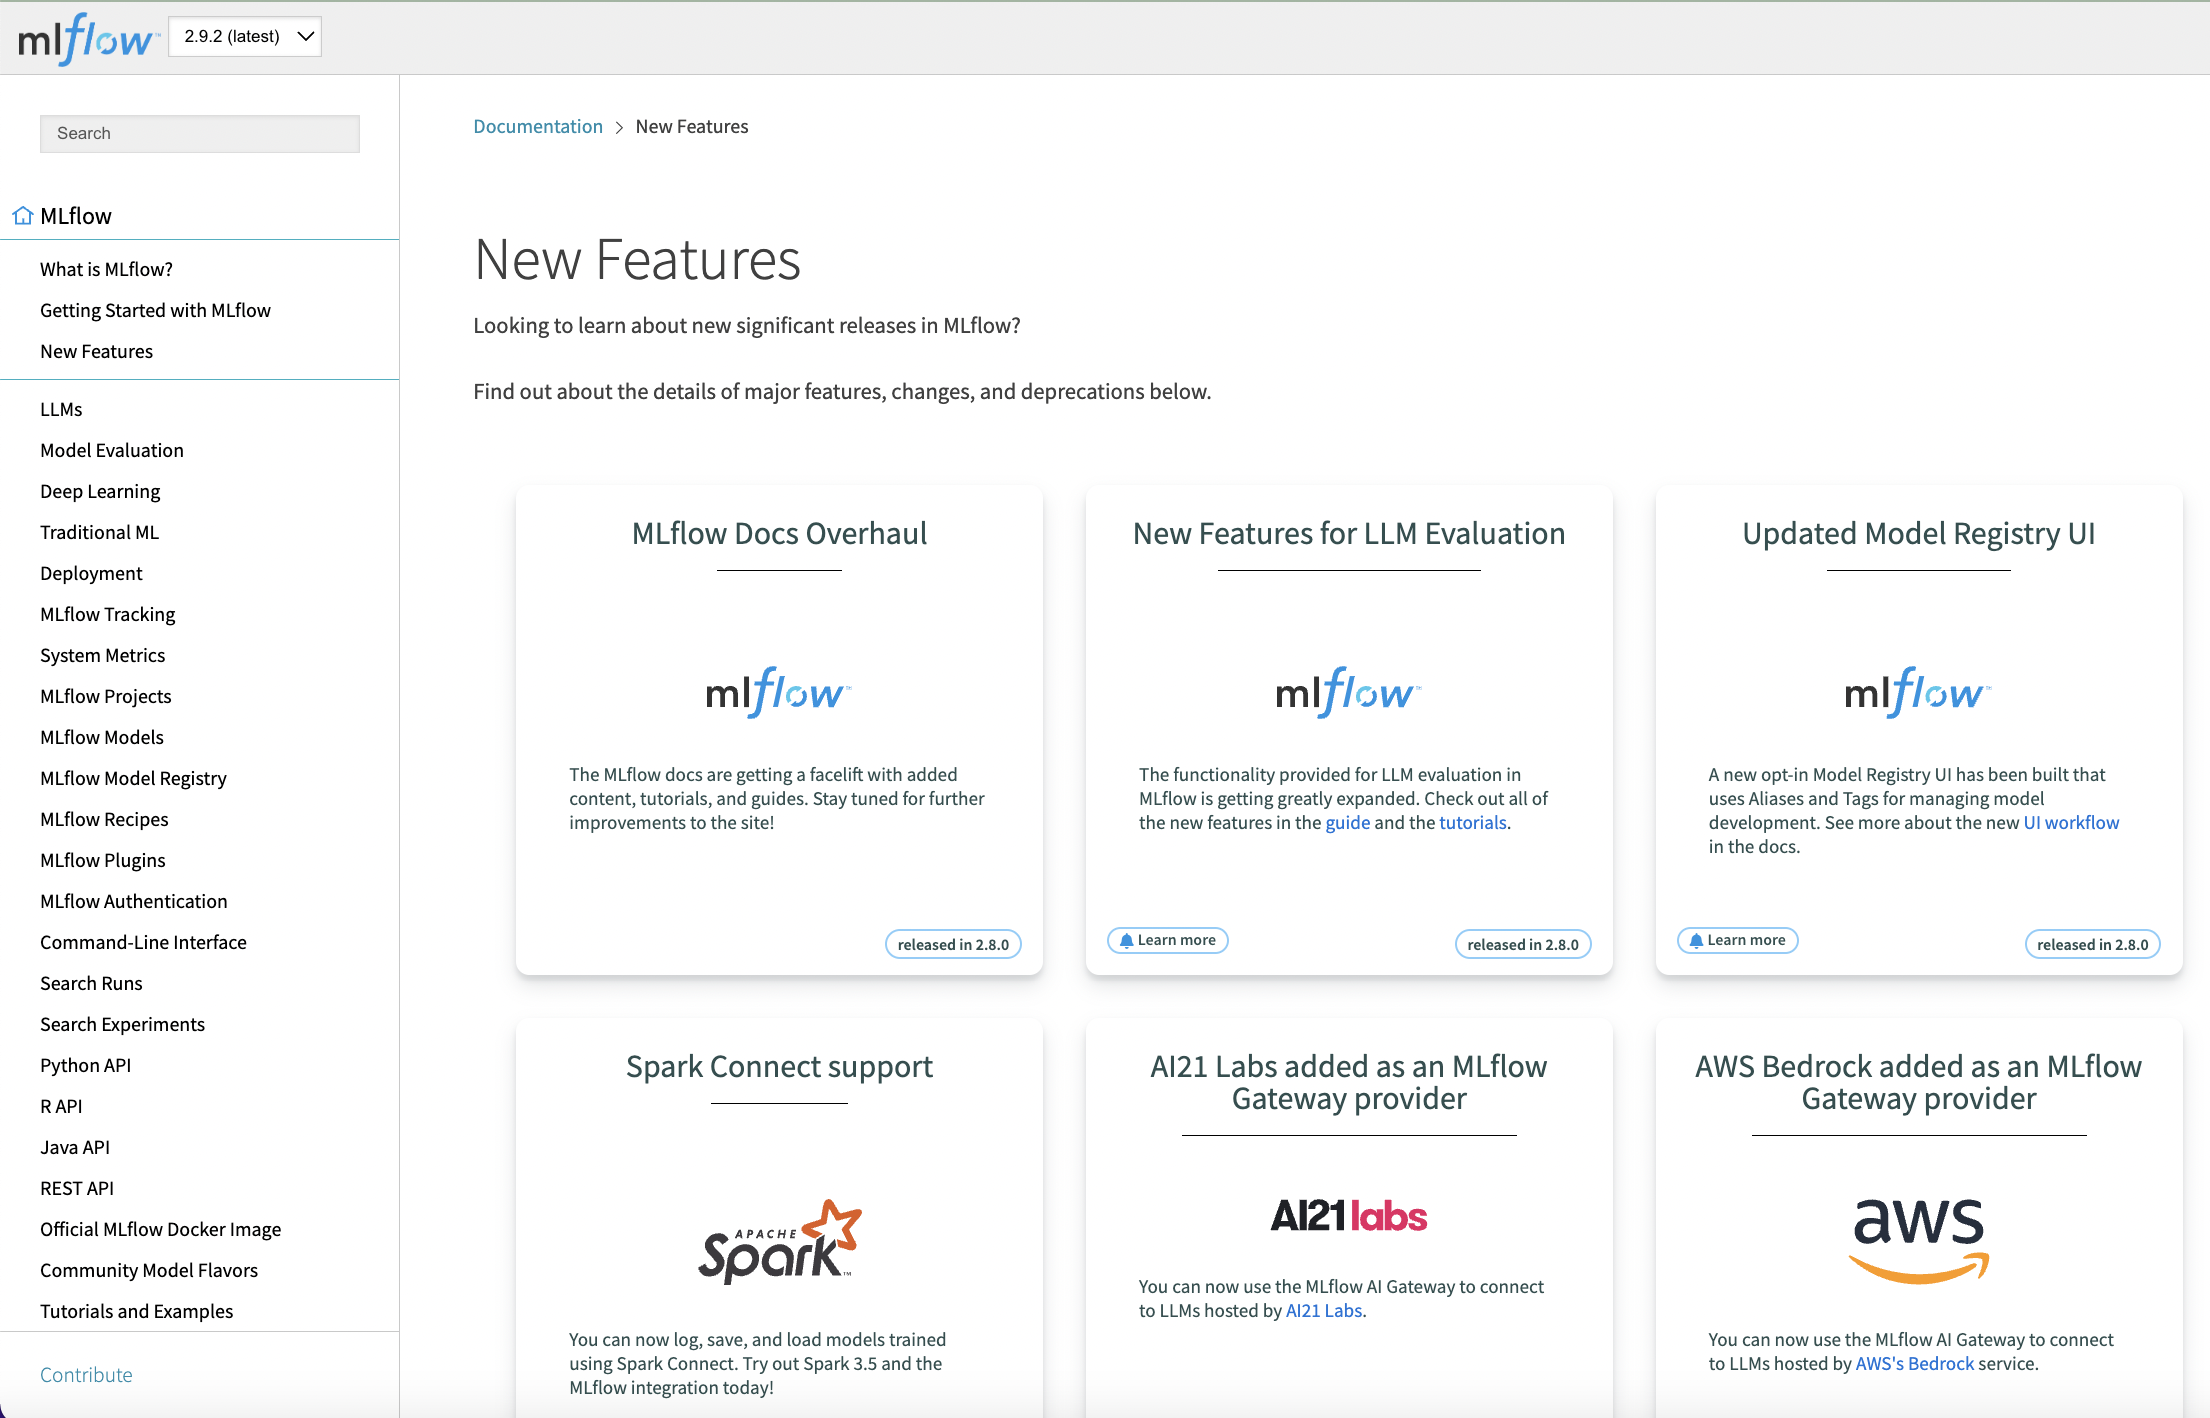 mlflow™
2.9.2 (latest)
Search
MLflow
What is MLflow?
Getting Started with MLflow
New Features
LLMs
Model Evaluation
Deep Learning
Traditional ML
Deployment
MLflow Tracking
System Metrics
MLflow Projects
MLflow Models
MLflow Model Registry
MLflow Recipes
MLflow Plugins
MLflow Authentication
Command-Line Interface
Search Runs
Search Experiments
Python API
R API
Java API
REST API
Official MLflow Docker Image
Community Model Flavors
Tutorials and Examples
Contribute
Documentation > New Features
New Features
Looking to learn about new significant releases in MLflow?
Find out about the details of major features, changes, and deprecations below.
MLflow Docs Overhaul
mlflow™
The MLflow docs are getting a facelift with added
content, tutorials, and guides. Stay tuned for further
improvements to the site!
released in 2.8.0
New Features for LLM Evaluation
mlflow™
The functionality provided for LLM evaluation in
MLflow is getting greatly expanded. Check out all of
the new features in the guide and the tutorials.
Learn more
released in 2.8.0
Updated Model Registry UI
mlflow™
A new opt-in Model Registry UI has been built that
uses Aliases and Tags for managing model
development. See more about the new UI workflow
in the docs.
Learn more
released in 2.8.0
Spark Connect support
APACHE
Spark™
You can now log, save, and load models trained
using Spark Connect. Try out Spark 3.5 and the
MLflow integration today!
AI21 Labs added as an MLflow
Gateway provider
AI21labs
You can now use the MLflow AI Gateway to connect
to LLMs hosted by AI21 Labs.
AWS Bedrock added as an MLflow
Gateway provider
aws
You can now use the MLflow AI Gateway to connect
to LLMs hosted by AWS's Bedrock service.